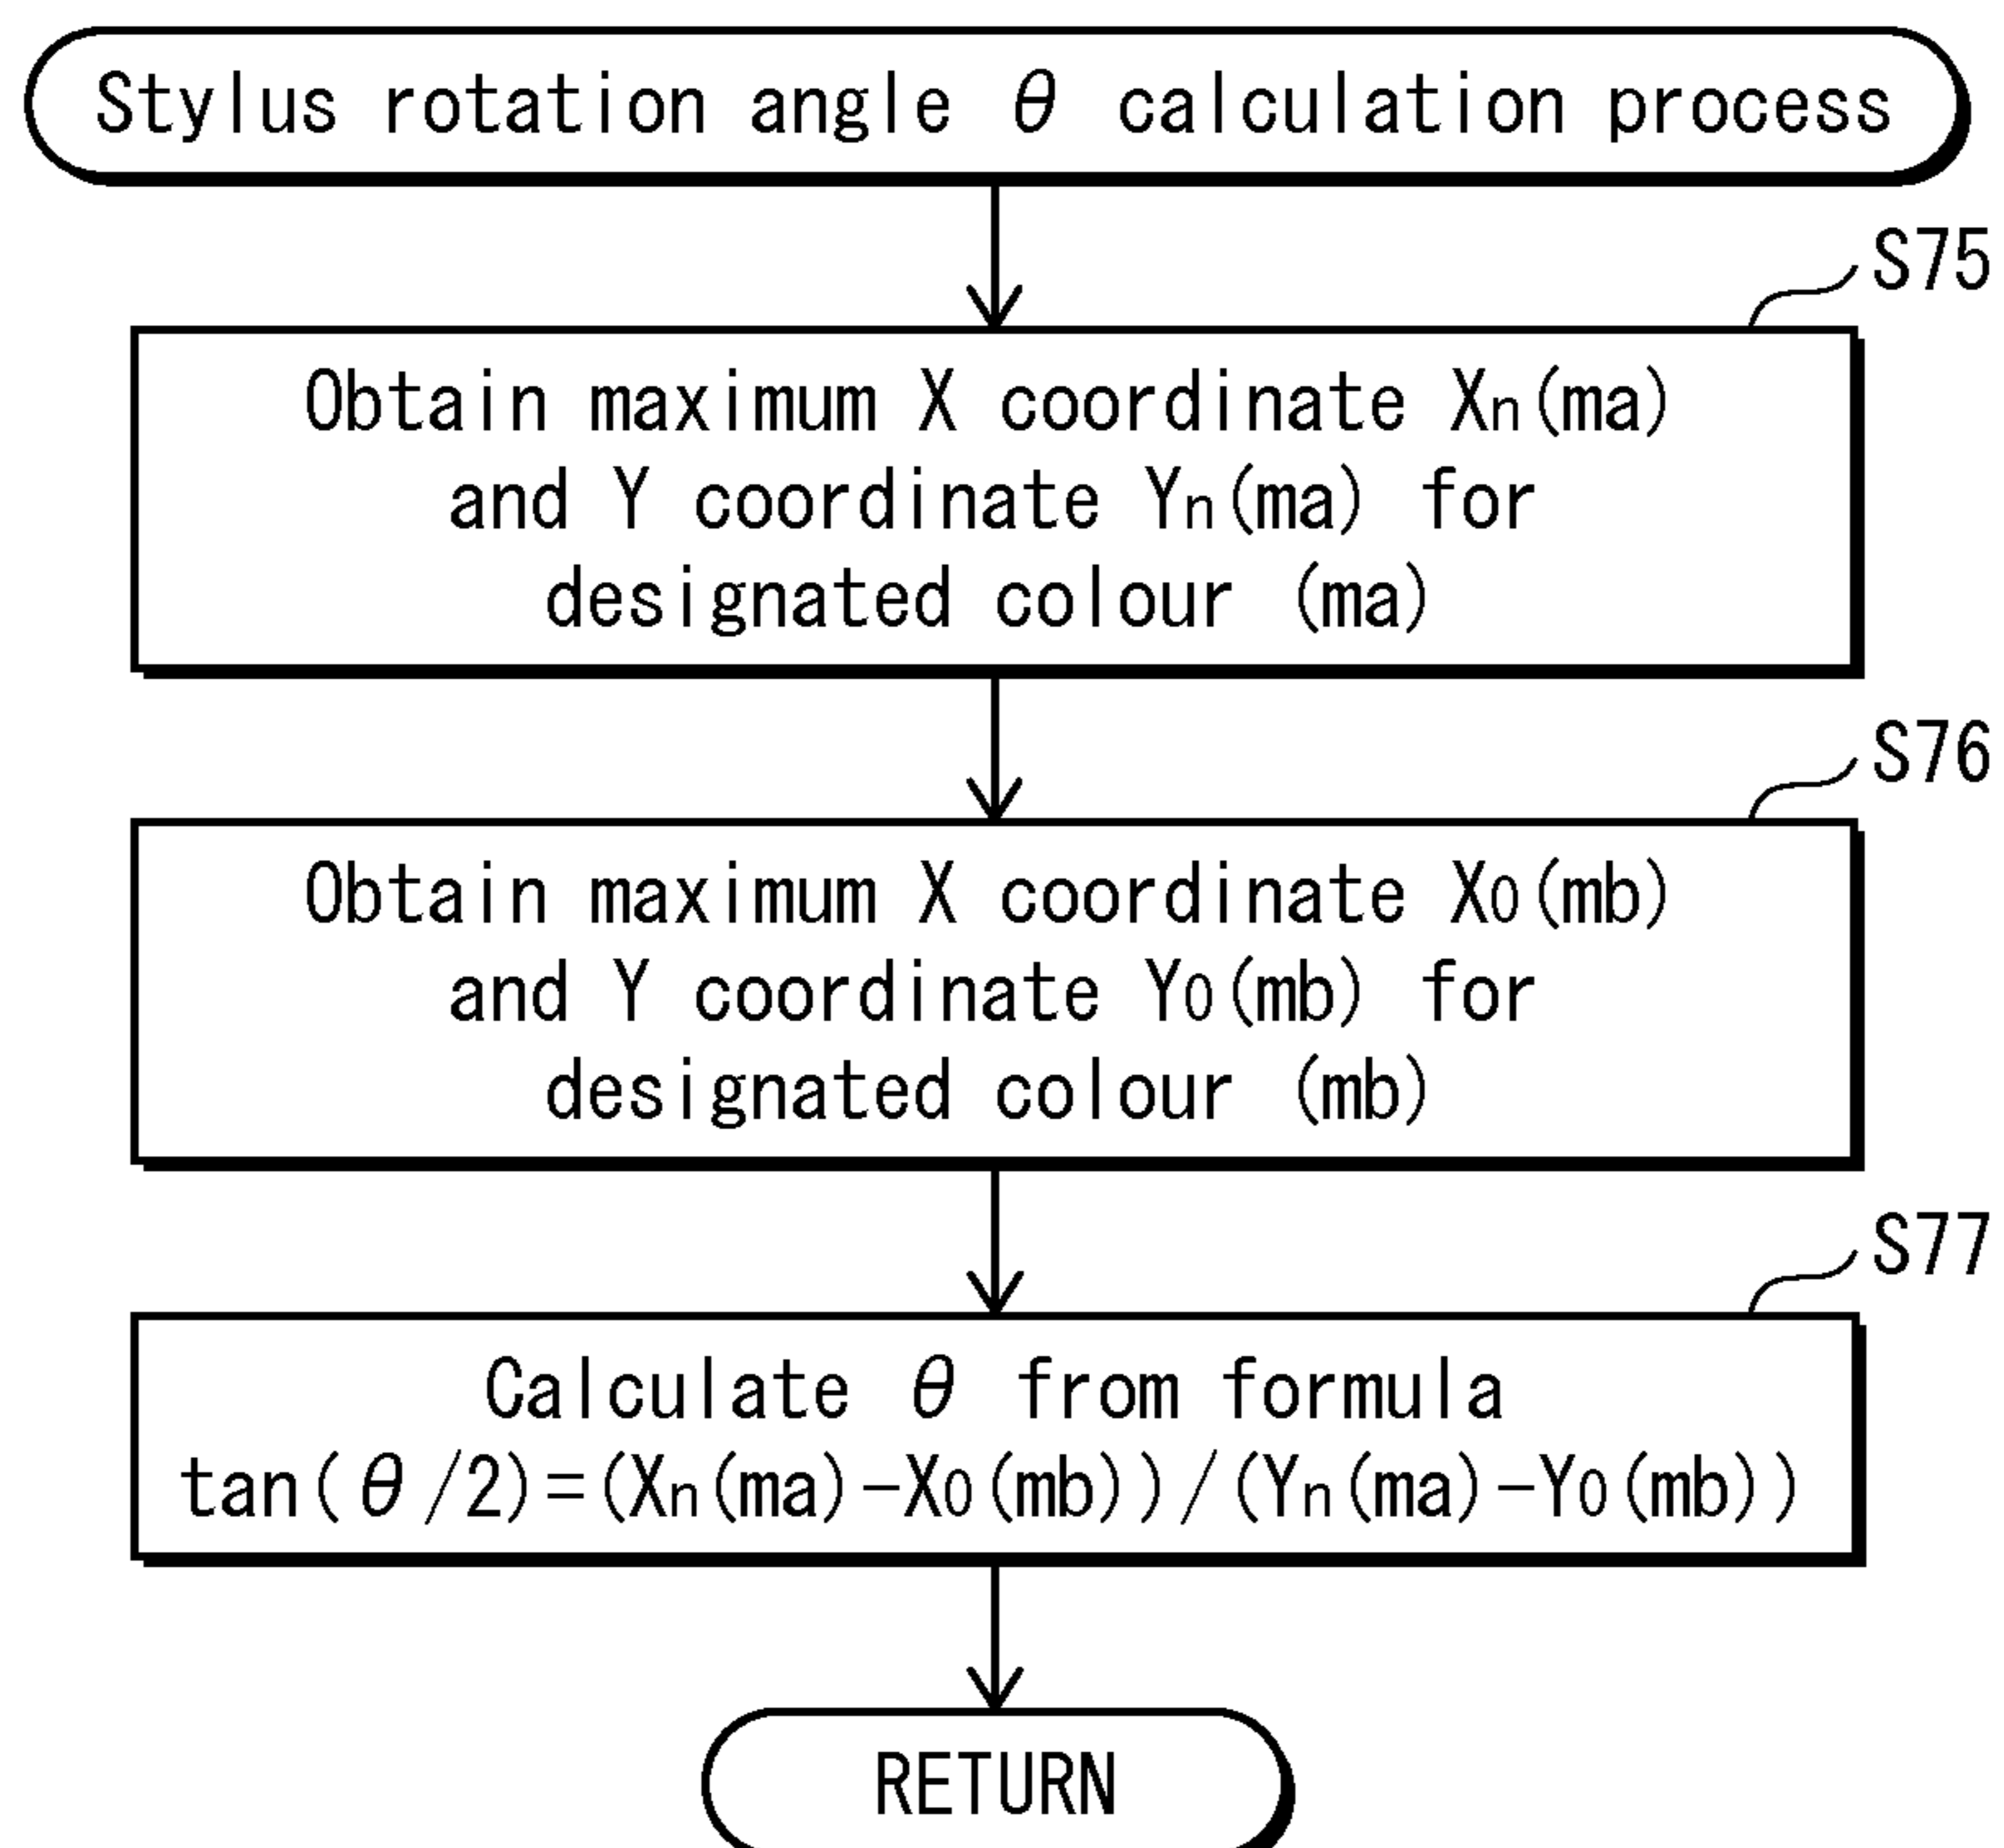 Stylus rotation angle θ calculation process
S75
Obtain maximum X coordinate Xn(ma)
and Y coordinate Yn(ma) for
designated colour (ma)
S76
Obtain maximum X coordinate X0(mb)
and Y coordinate Y0(mb) for
designated colour (mb)
S77
Calculate θ from formula
tan(θ/2)=(Xn(ma)-X0(mb))/(Yn(ma)-Y0(mb))
RETURN